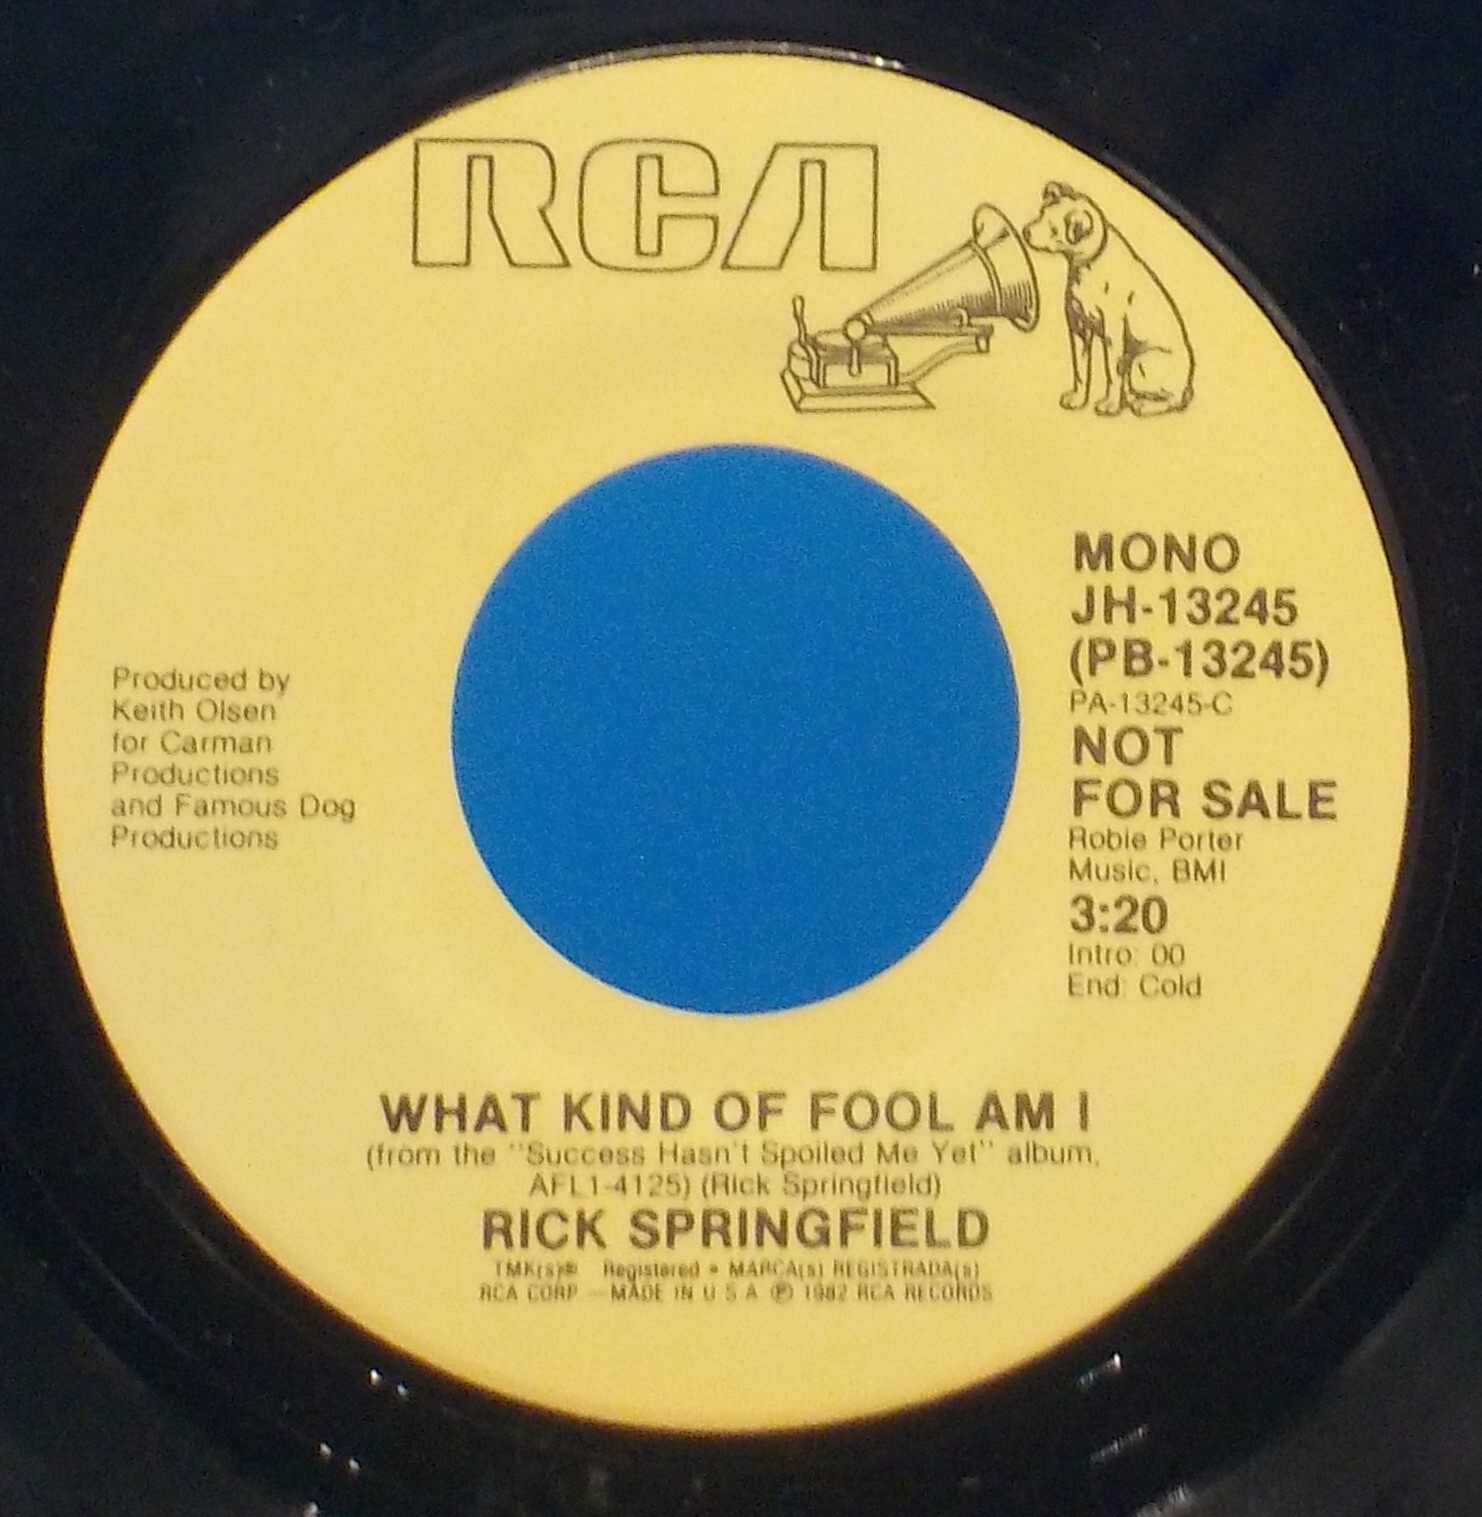 RCA
MONO
JH-13245
(PB-13245)
PA-13245-C
NOT
FOR SALE
Robie Porter
Music, BMI
3:20
Intro: 00
End: Cold
Produced by
Keith Olsen
for Carman
Productions
and Famous Dog
Productions
WHAT KIND OF FOOL AM I
(from the "Success Hasn't Spoiled Me Yet" album,
AFL1-4125) (Rick Springfield)
RICK SPRINGFIELD
TMK(s)® Registered • MARCA(s) REGISTRADA(s)
RCA CORP — MADE IN U S A ℗ 1982 RCA RECORDS